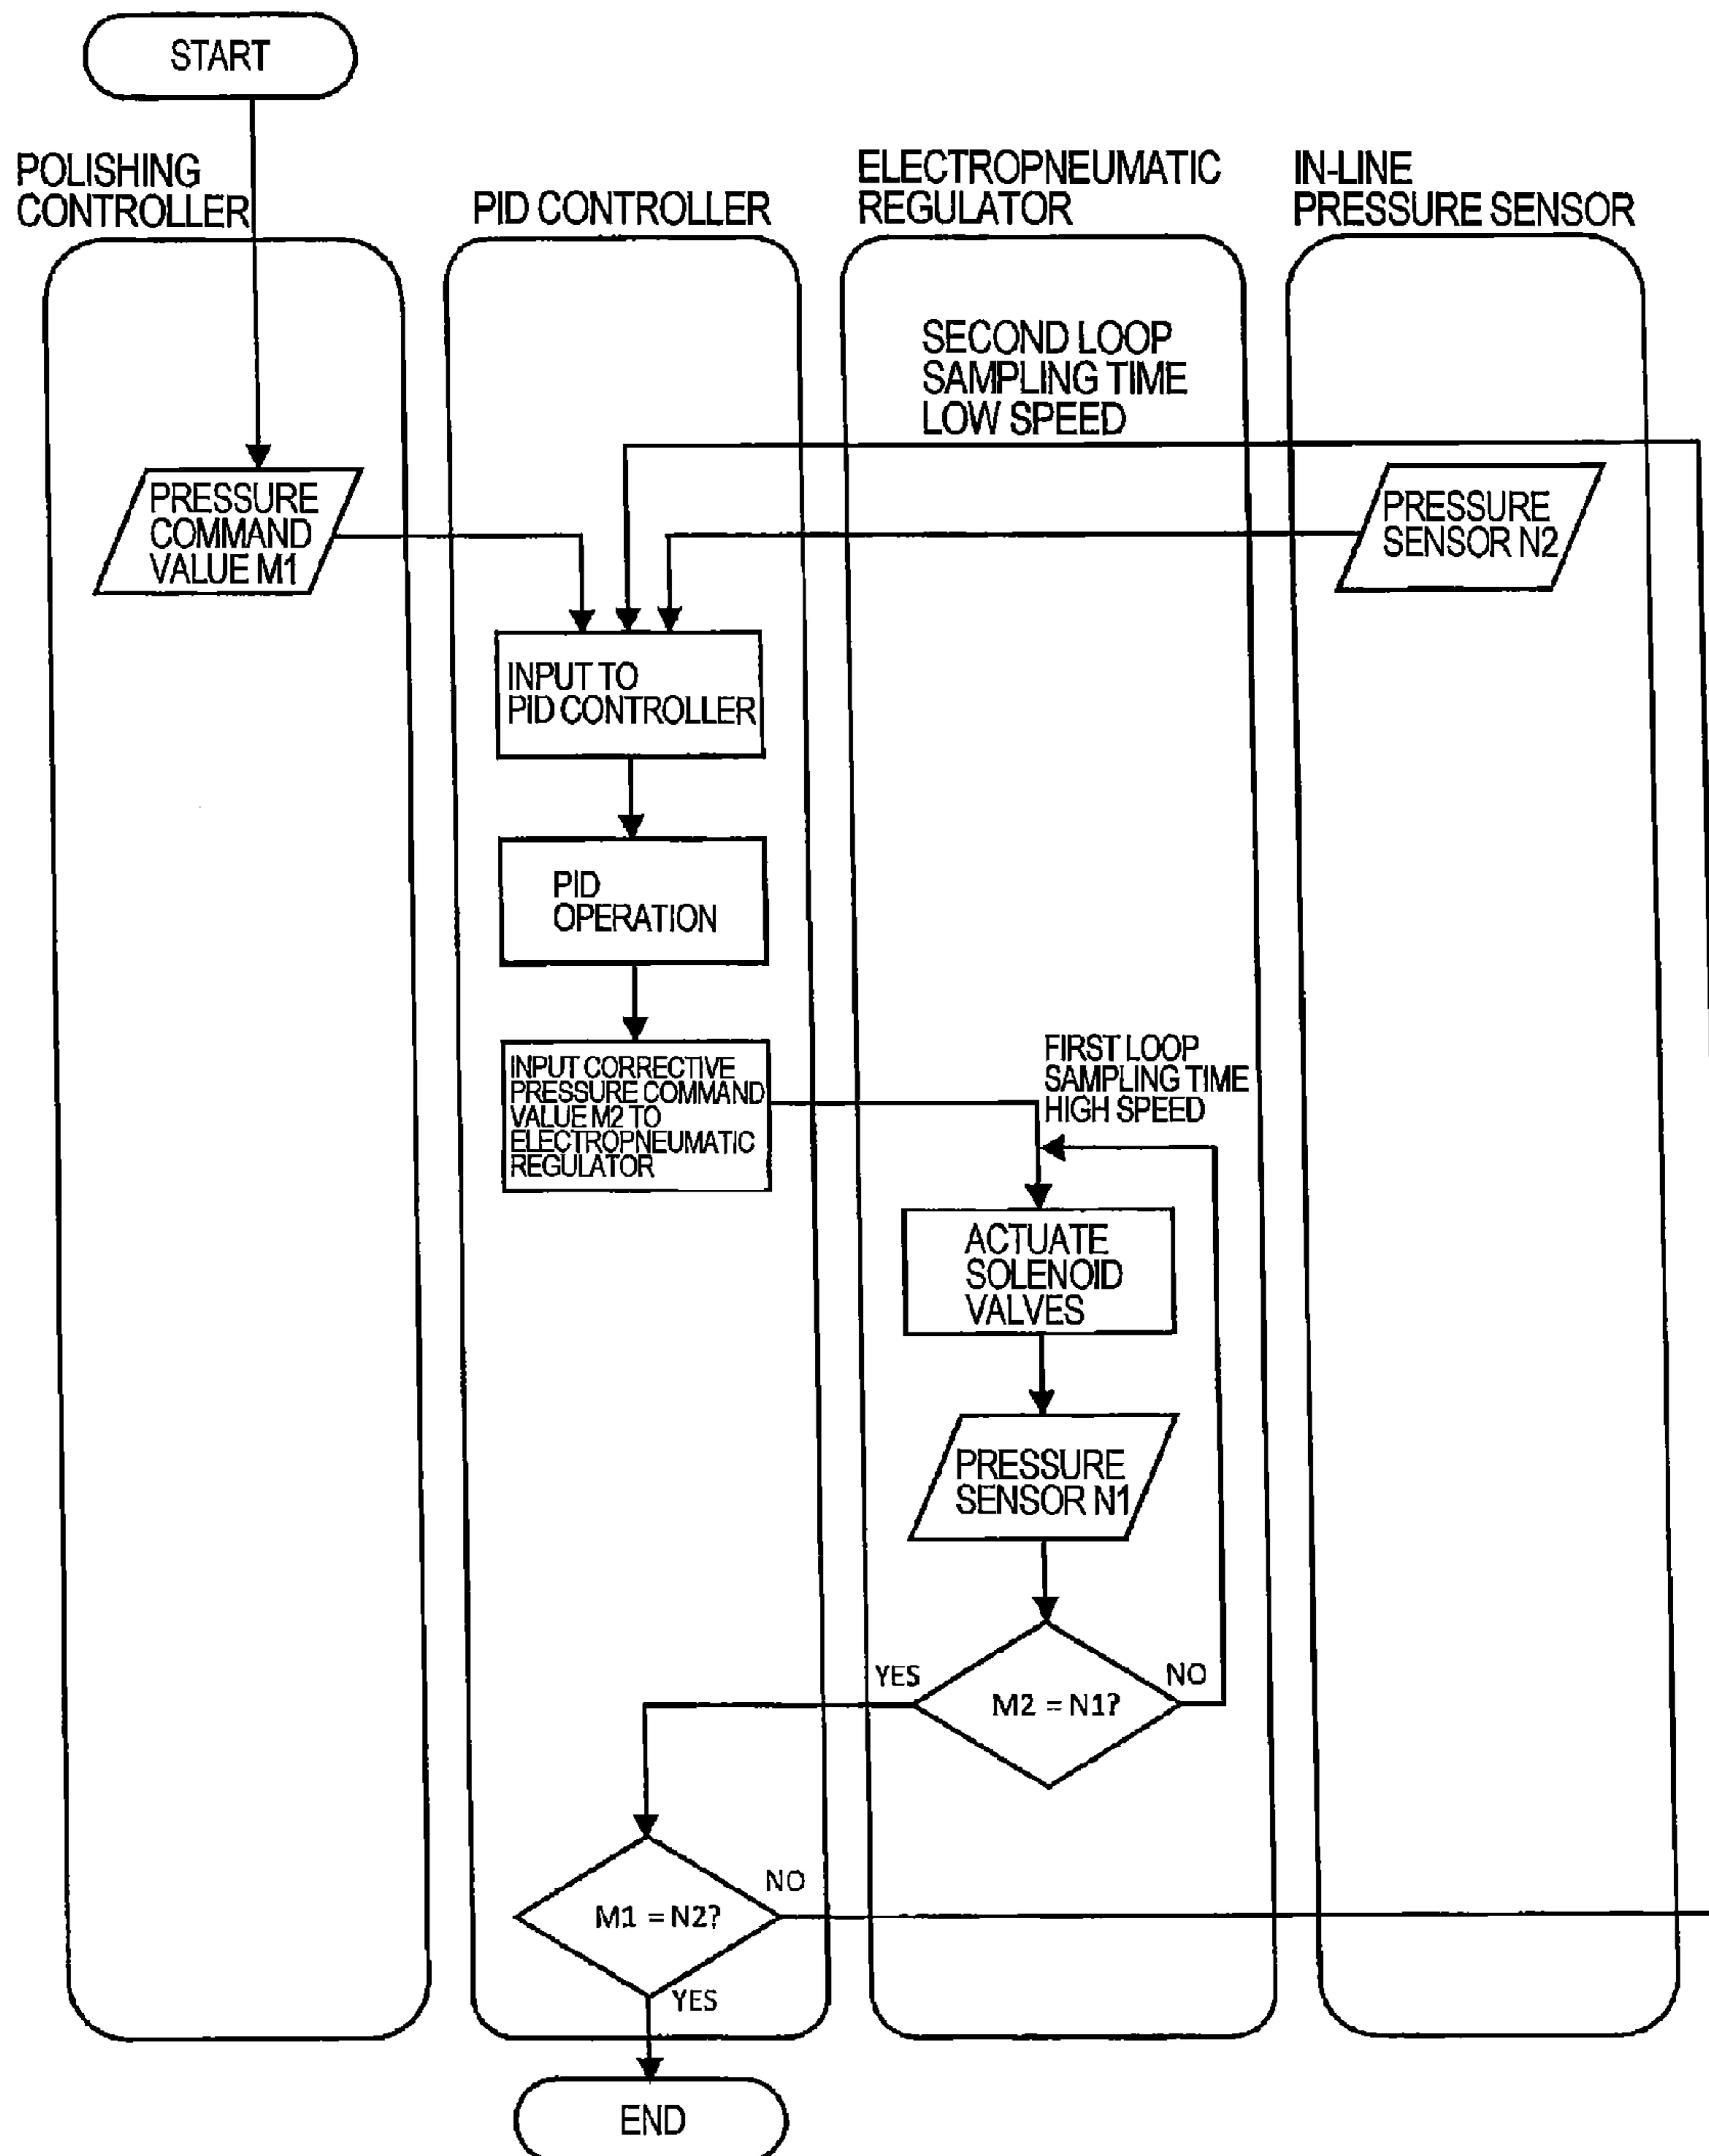 START
POLISHING
CONTROLLER
PID CONTROLLER
ELECTROPNEUMATIC
REGULATOR
IN-LINE
PRESSURE SENSOR
SECOND LOOP
SAMPLING TIME
LOW SPEED
PRESSURE
COMMAND
VALUE M1
PRESSURE
SENSOR N2
INPUT TO
PID CONTROLLER
PID
OPERATION
INPUT CORRECTIVE
PRESSURE COMMAND
VALUE M2 TO
ELECTROPNEUMATIC
REGULATOR
FIRST LOOP
SAMPLING TIME
HIGH SPEED
ACTUATE
SOLENOID
VALVES
PRESSURE
SENSOR N1
YES
M2 = N1?
NO
M1 = N2?
NO
YES
END